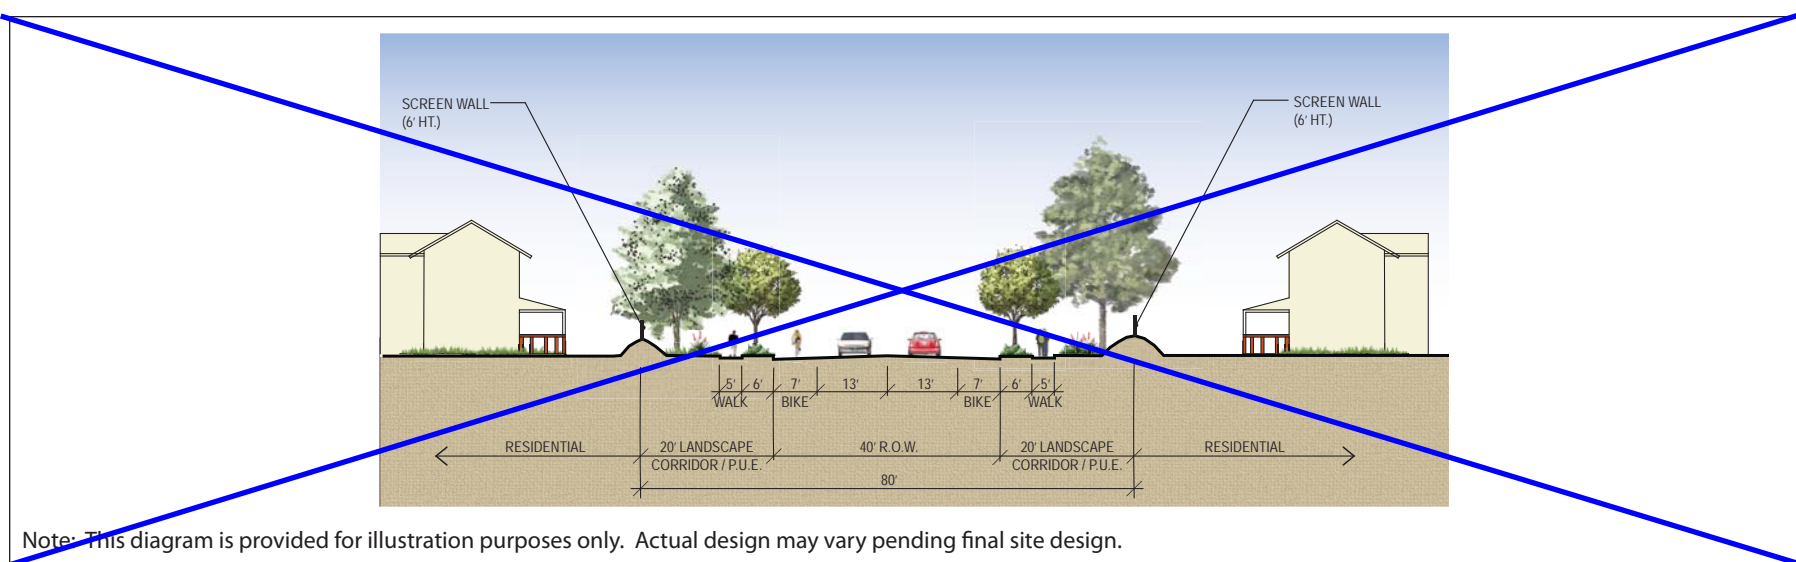 SCREEN WALL
(6' HT.)
SCREEN WALL
(6' HT.)
5' 6' 7' 13' 13' 7' 6' 5'
WALK BIKE BIKE WALK
RESIDENTIAL 20' LANDSCAPE 40' R.O.W. 20' LANDSCAPE RESIDENTIAL
CORRIDOR / P.U.E. CORRIDOR / P.U.E.
80'
Note: This diagram is provided for illustration purposes only. Actual design may vary pending final site design.